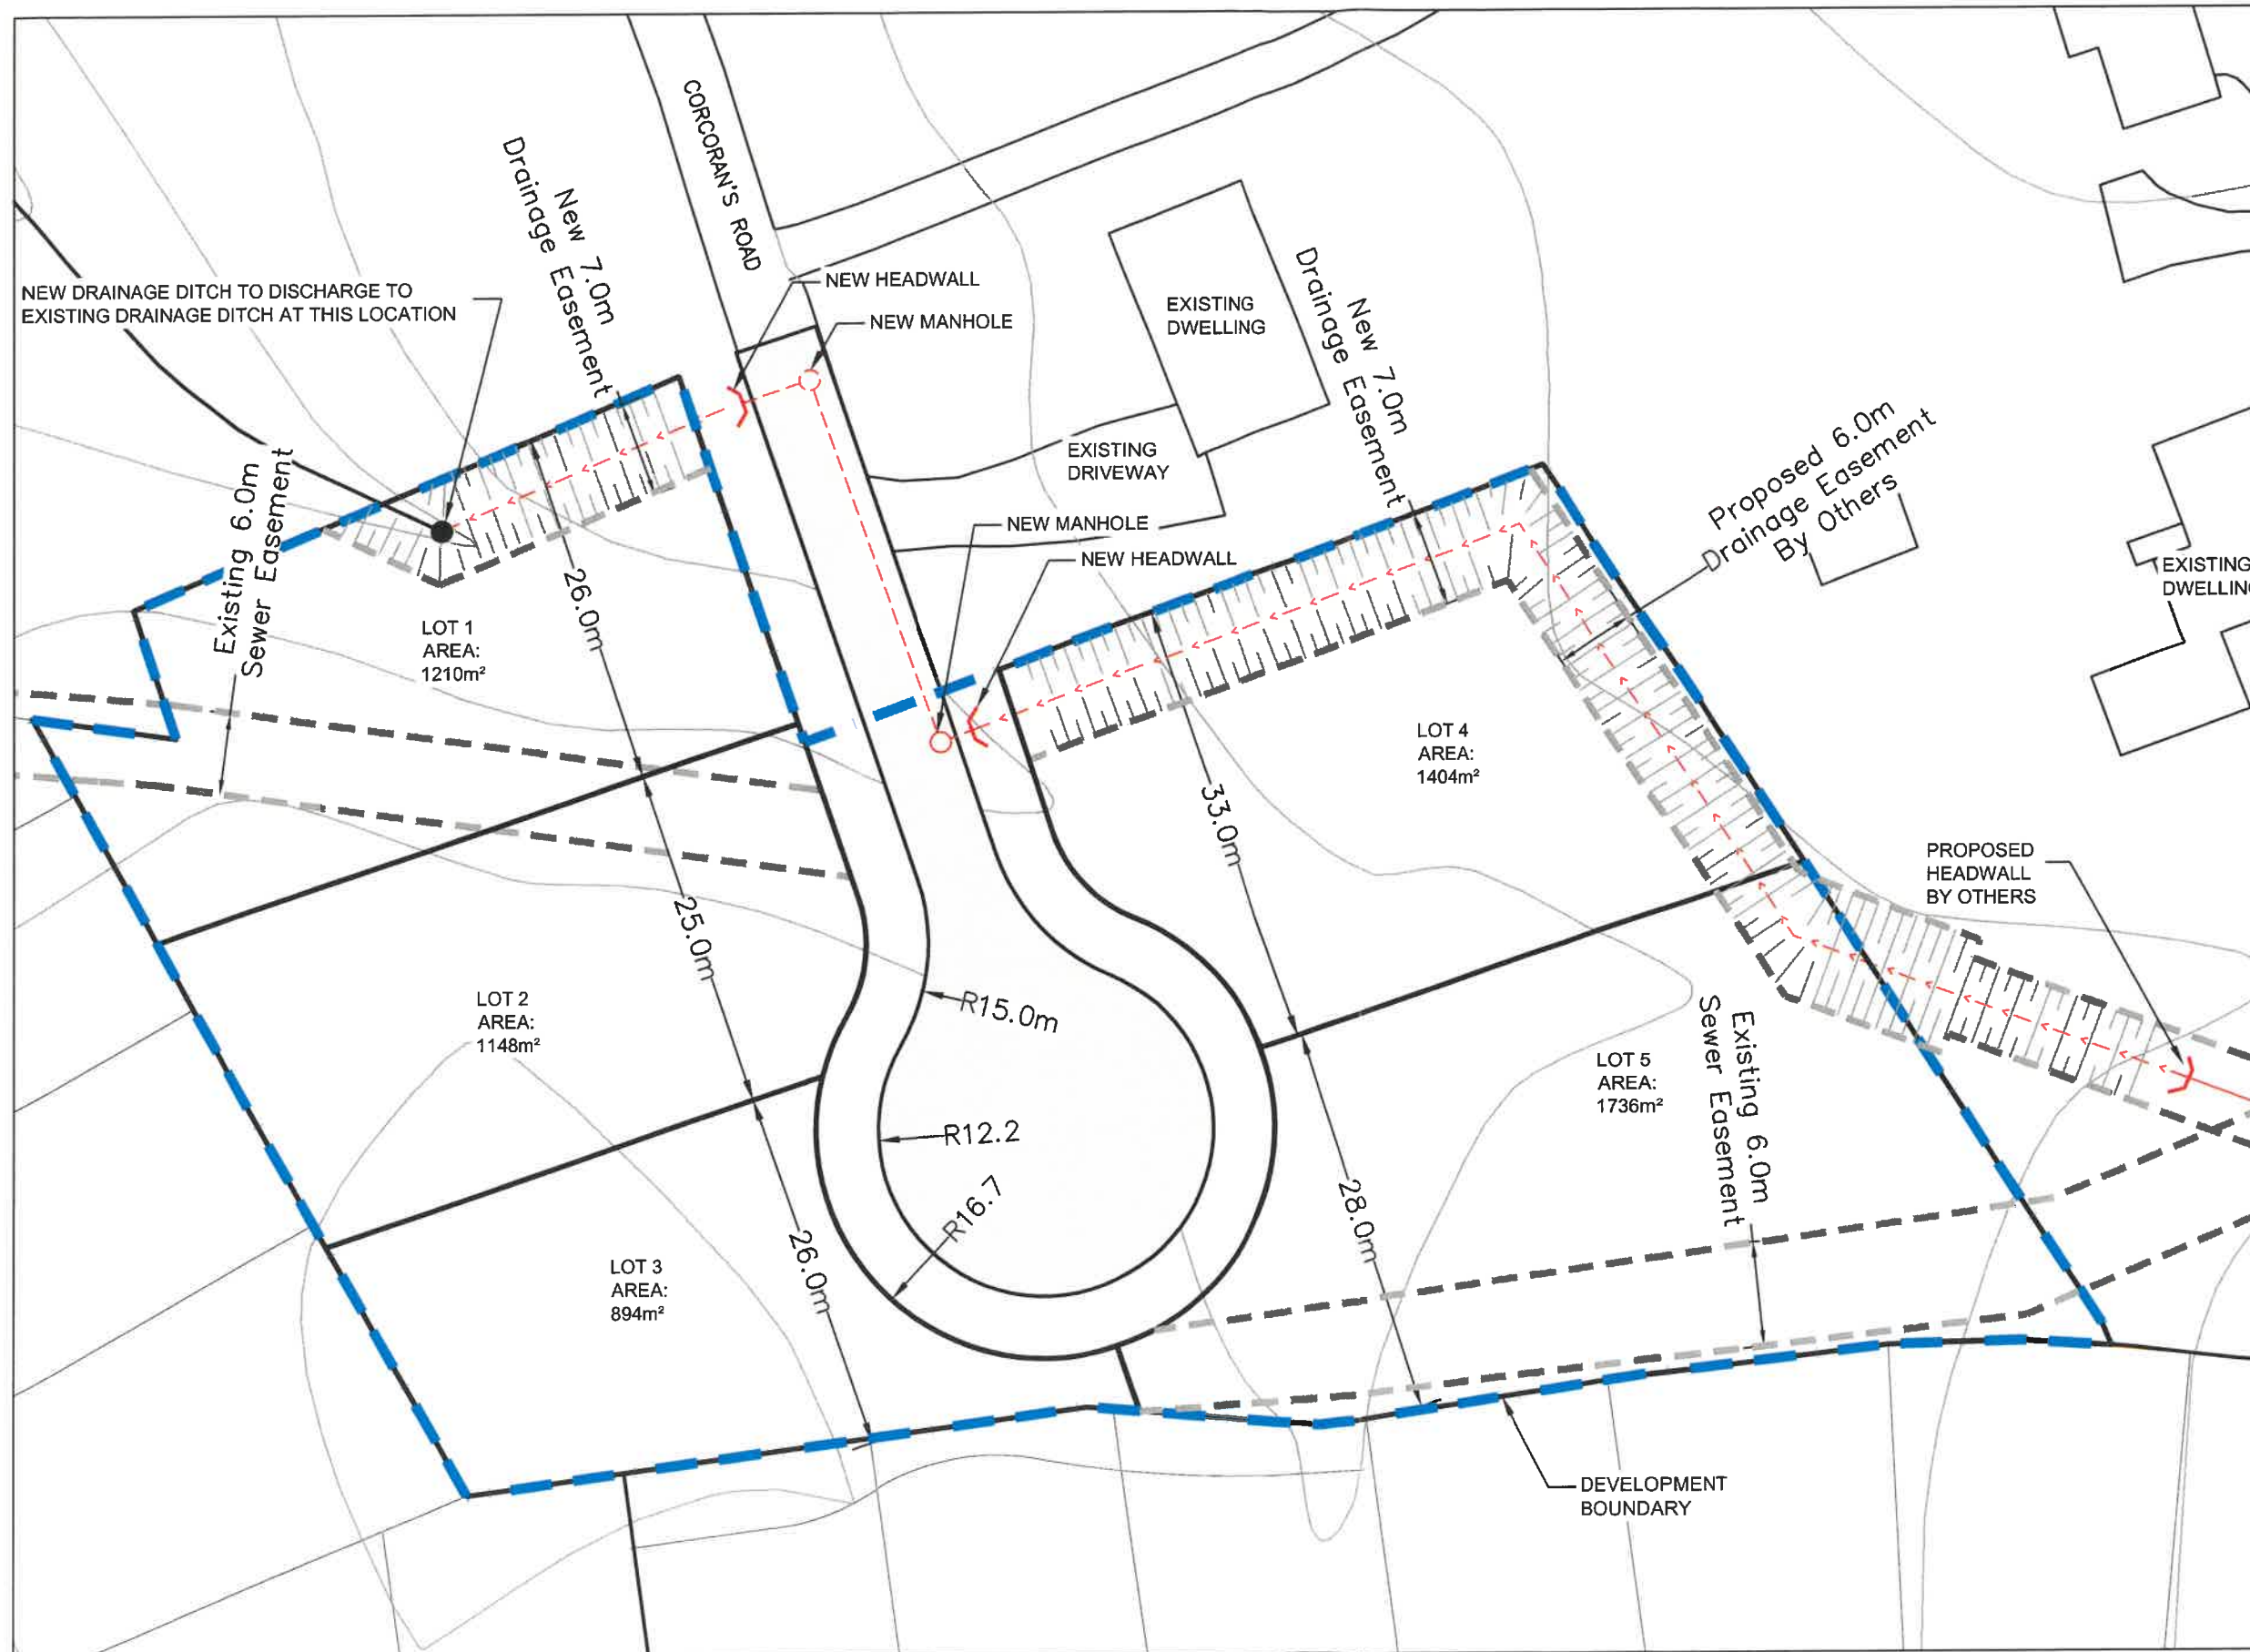 CORCORAN'S ROAD
New 7.0m
Drainage Easement
NEW DRAINAGE DITCH TO DISCHARGE TO
EXISTING DRAINAGE DITCH AT THIS LOCATION
NEW HEADWALL
NEW MANHOLE
EXISTING
DWELLING
New 7.0m
Drainage Easement
Proposed 6.0m
Drainage Easement
By Others
EXISTING
DRIVEWAY
Existing 6.0m
Sewer Easement
NEW MANHOLE
NEW HEADWALL
EXISTING
DWELLING
26.0m
LOT 1
AREA:
1210m²
LOT 4
AREA:
1404m²
33.0m
PROPOSED
HEADWALL
BY OTHERS
25.0m
LOT 2
AREA:
1148m²
R15.0m
Existing 6.0m
Sewer Easement
LOT 5
AREA:
1736m²
R12.2
R16.7
28.0m
26.0m
LOT 3
AREA:
894m²
DEVELOPMENT
BOUNDARY